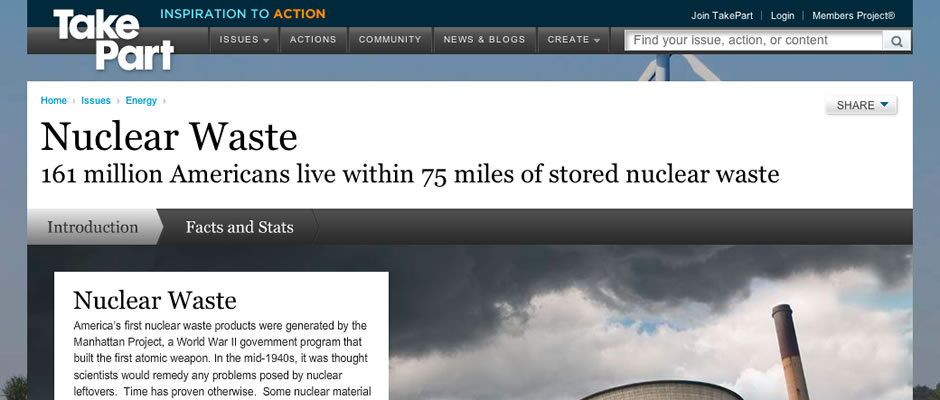 Take
Part
INSPIRATION TO ACTION
Join TakePart | Login | Members Project®
ISSUES ACTIONS COMMUNITY NEWS & BLOGS CREATE
Find your issue, action, or content
Home › Issues › Energy ›
SHARE
Nuclear Waste
161 million Americans live within 75 miles of stored nuclear waste
Introduction Facts and Stats
Nuclear Waste
America's first nuclear waste products were generated by the
Manhattan Project, a World War II government program that
built the first atomic weapon. In the mid-1940s, it was thought
scientists would remedy any problems posed by nuclear
leftovers. Time has proven otherwise. Some nuclear material